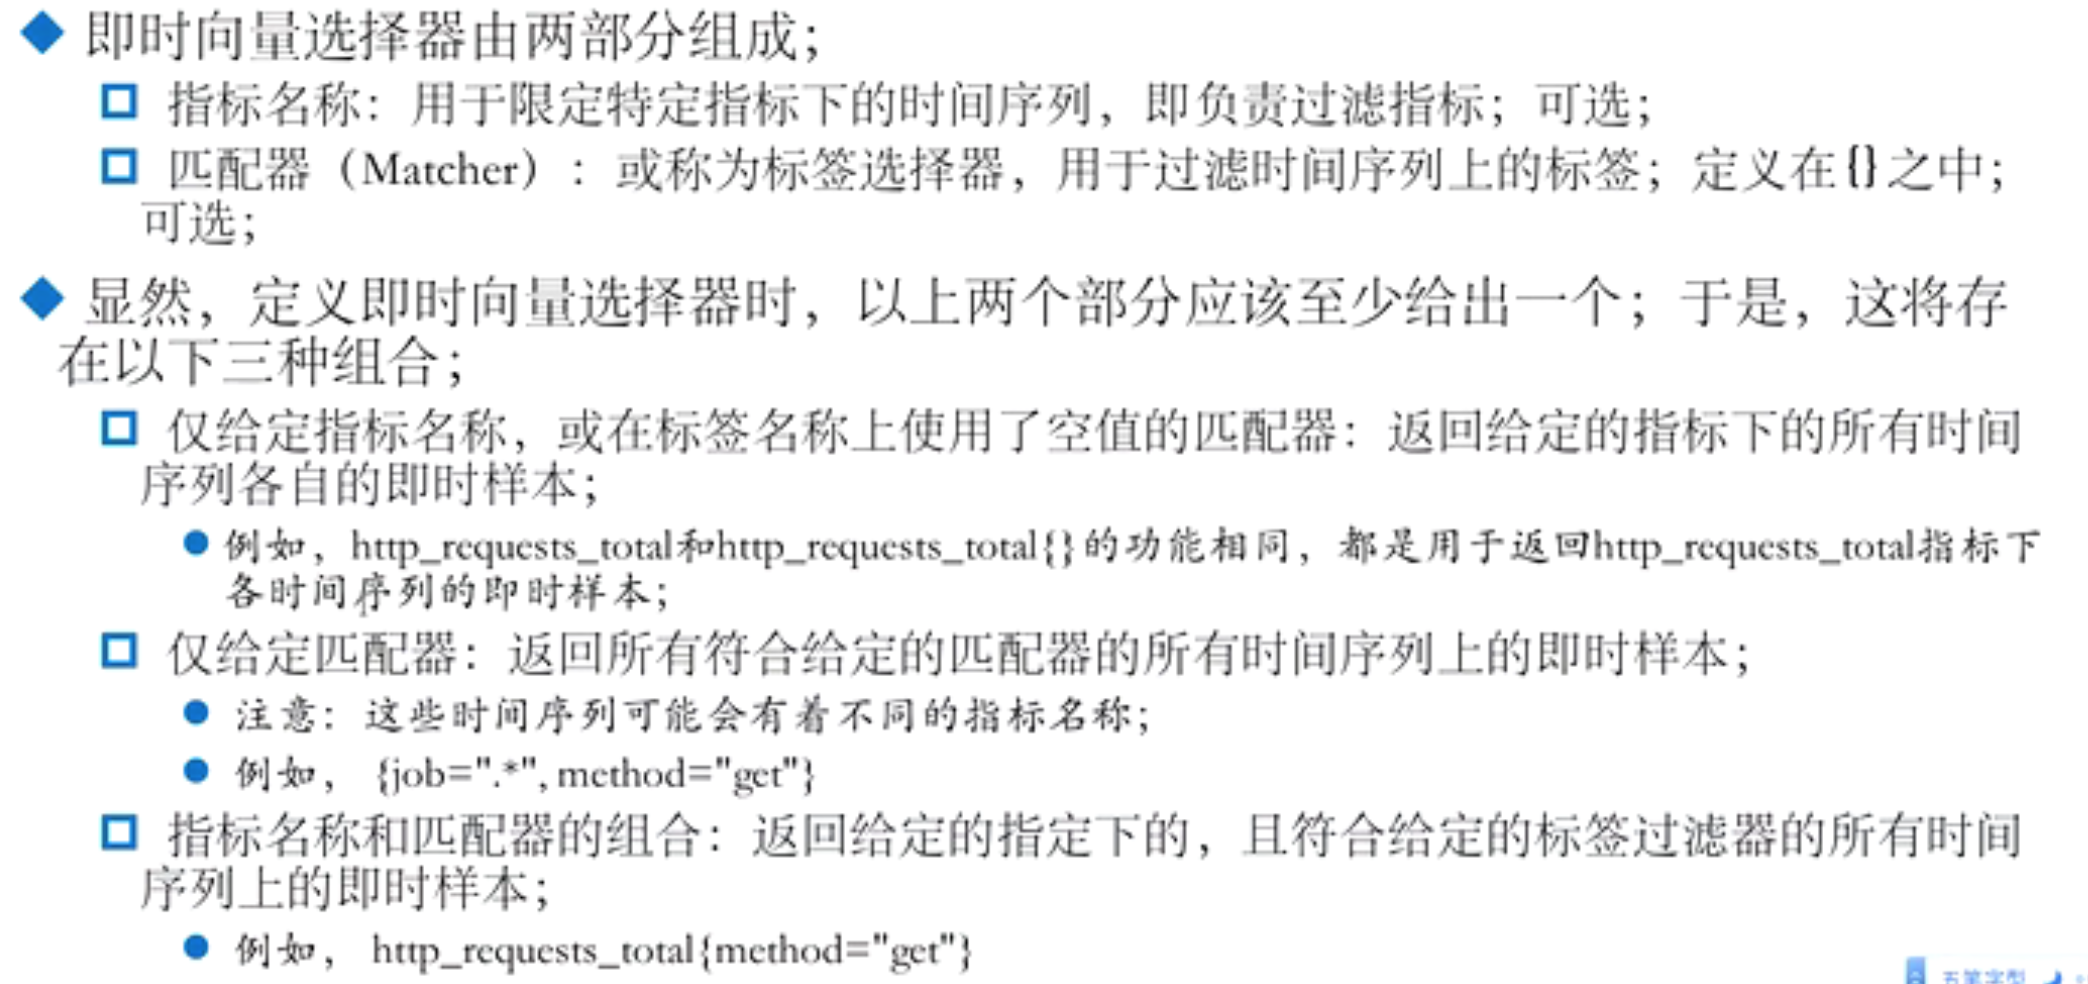 即时向量选择器由两部分组成；
指标名称：用于限定特定指标下的时间序列，即负责过滤指标；可选；
匹配器（Matcher）：或称为标签选择器，用于过滤时间序列上的标签；定义在{}之中；
可选；
显然，定义即时向量选择器时，以上两个部分应该至少给出一个；于是，这将存
在以下三种组合；
仅给定指标名称，或在标签名称上使用了空值的匹配器：返回给定的指标下的所有时间
序列各自的即时样本；
例如，http_requests_total和http_requests_total{}的功能相同，都是用于返回http_requests_total指标下
各时间序列的即时样本；
仅给定匹配器：返回所有符合给定的匹配器的所有时间序列上的即时样本；
注意：这些时间序列可能会有着不同的指标名称；
例如，{job=".*", method="get"}
指标名称和匹配器的组合：返回给定的指定下的，且符合给定的标签过滤器的所有时间
序列上的即时样本；
例如，http_requests_total{method="get"}
五笔字型